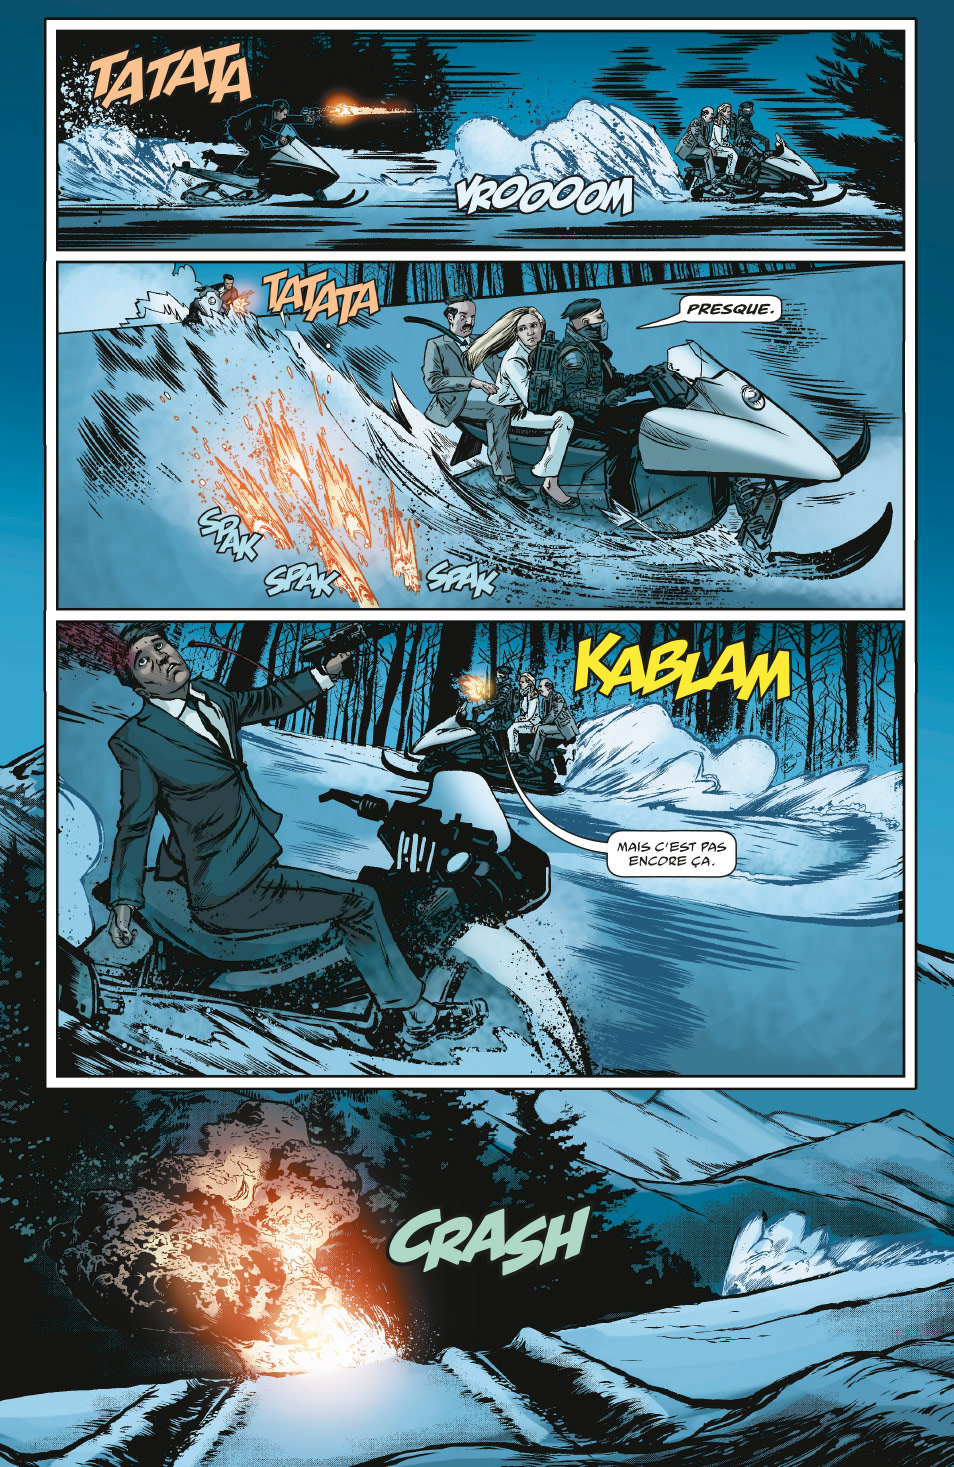 TATATA
VROOOOM
TATATA
PRESQUE.
SPAK
SPAK
SPAK
KABLAM
MAIS C'EST PAS
ENCORE ÇA.
CRASH